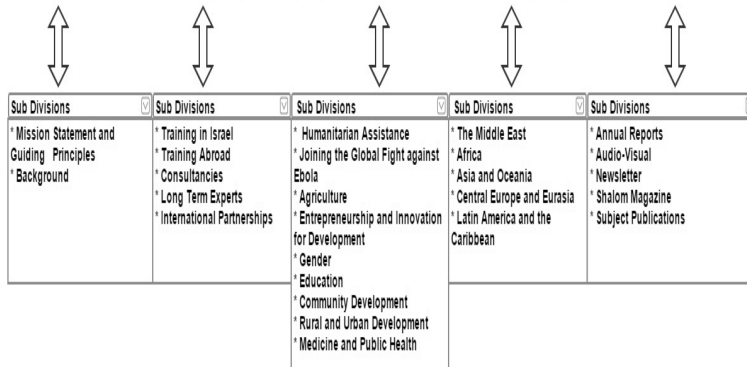 Sub Divisions
* Mission Statement and
Guiding Principles
* Background
Sub Divisions
* Training in Israel
* Training Abroad
* Consultancies
* Long Term Experts
* International Partnerships
Sub Divisions
* Humanitarian Assistance
* Joining the Global Fight against
Ebola
* Agriculture
* Entrepreneurship and Innovation
for Development
* Gender
* Education
* Community Development
* Rural and Urban Development
* Medicine and Public Health
Sub Divisions
* The Middle East
* Africa
* Asia and Oceania
* Central Europe and Eurasia
* Latin America and the
Caribbean
Sub Divisions
* Annual Reports
* Audio-Visual
* Newsletter
* Shalom Magazine
* Subject Publications